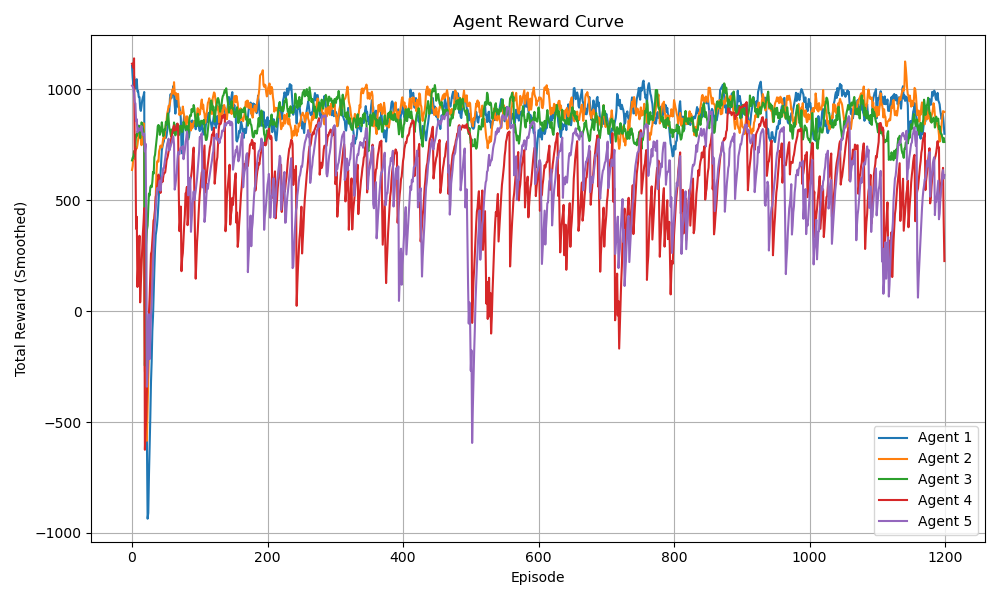 Agent Reward Curve
Total Reward (Smoothed)
1000
500
0
−500
−1000
0 200 400 600 800 1000 1200
Episode
Agent 1
Agent 2
Agent 3
Agent 4
Agent 5